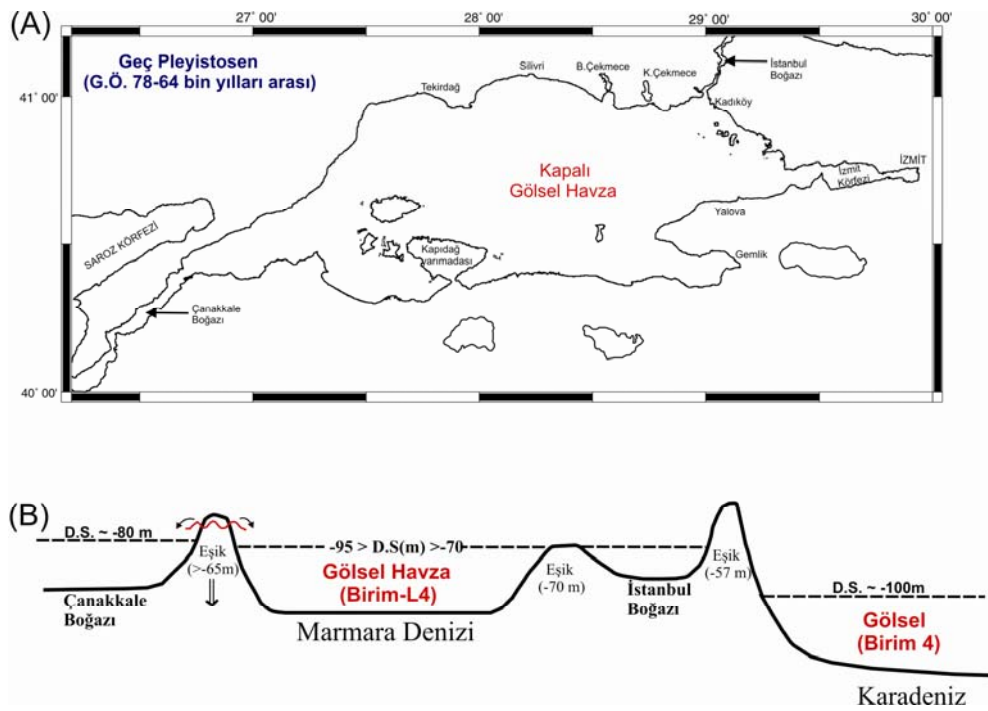 (A)
27° 00'
28° 00'
29° 00'
30° 00'
Geç Pleyistosen
(G.Ö. 78-64 bin yılları arası)
41° 00'
40° 00'
Tekirdağ
Silivri
B.Çekmece
K.Çekmece
İstanbul
Boğazı
Kadıköy
Kapalı
Gölsel Havza
İZMİT
İzmit
Körfezi
Yalova
Gemlik
SAROZ KÖRFEZİ
Kapıdağ
yarımadası
Çanakkale
Boğazı
(B)
D.S. ~ -80 m
Eşik
(>-65m)
Çanakkale
Boğazı
-95 > D.S(m) >-70
Gölsel Havza
(Birim-L4)
Marmara Denizi
Eşik
(-70 m)
İstanbul
Boğazı
Eşik
(-57 m)
D.S. ~ -100m
Gölsel
(Birim 4)
Karadeniz